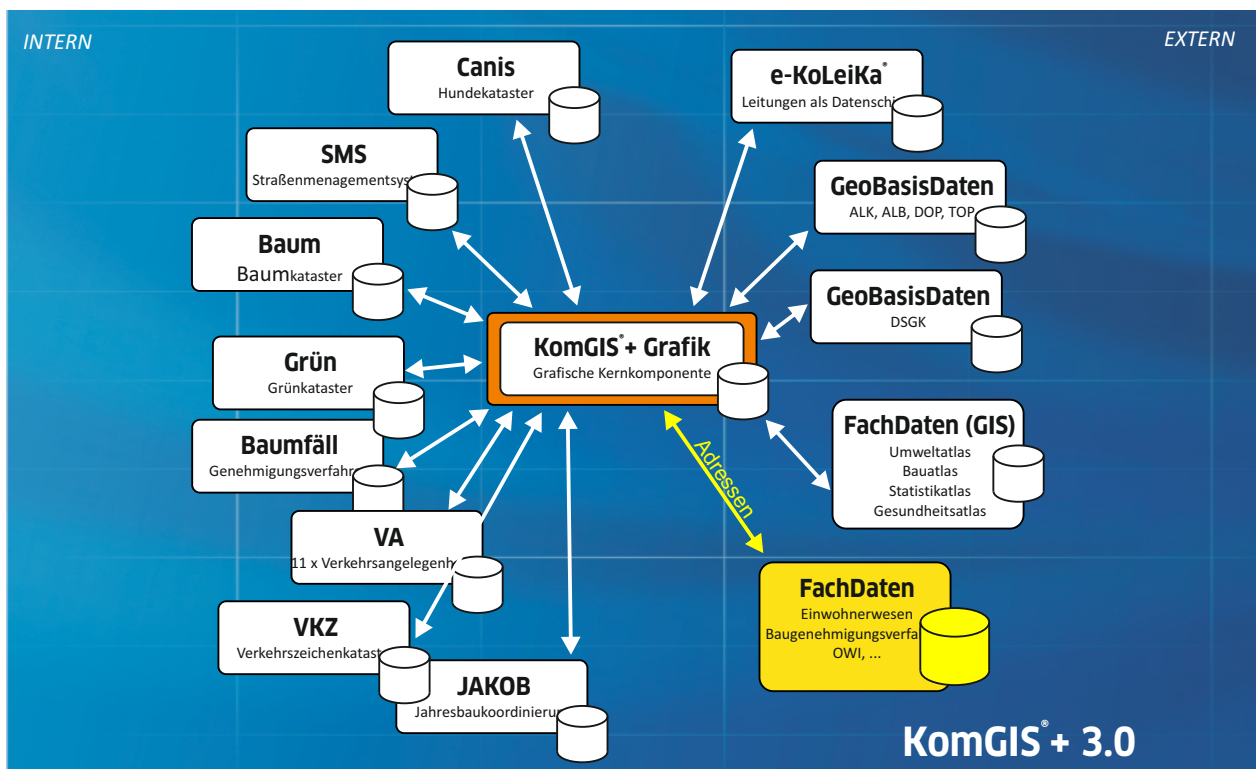 INTERN
EXTERN
Canis
Hundekataster
e-KoLeiKa®
Leitungen als Datenschi
SMS
Straßenmenagementsyst
GeoBasisDaten
ALK, ALB, DOP, TOP
Baum
Baumkataster
GeoBasisDaten
DSGK
KomGIS®+ Grafik
Grafische Kernkomponente
Grün
Grünkataster
FachDaten (GIS)
Umweltatlas
Bauatlas
Statistikatlas
Gesundheitsatlas
Baumfäll
Genehmigungsverfahr
Adressen
VA
11 x Verkehrsangelegenh
FachDaten
Einwohnerwesen
Baugenehmigungsverfa
OWI, ...
VKZ
Verkehrszeichenkatast
JAKOB
Jahresbaukoordinieru
KomGIS®+ 3.0